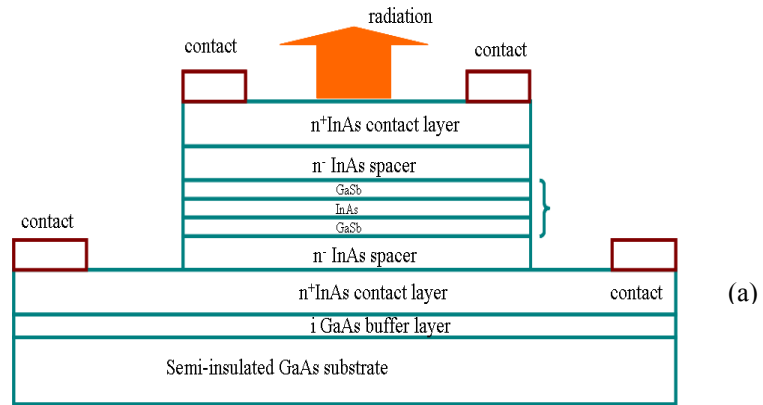 radiation
contact
contact
n+InAs contact layer
n- InAs spacer
GaSb
InAs
GaSb
contact
n- InAs spacer
n+InAs contact layer
contact
(a)
i GaAs buffer layer
Semi-insulated GaAs substrate